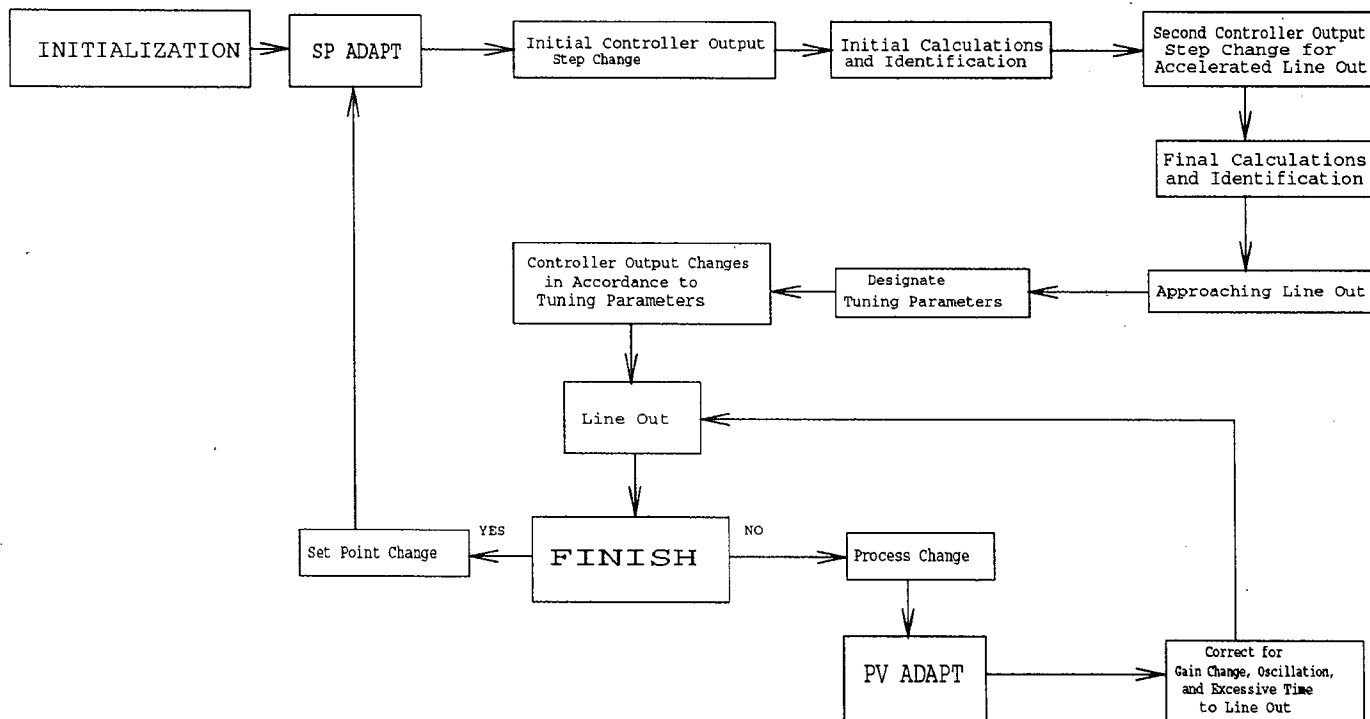 INITIALIZATION
SP ADAPT
Initial Controller Output
Step Change
Initial Calculations
and Identification
Second Controller Output
Step Change for
Accelerated Line Out
Final Calculations
and Identification
Approaching Line Out
Designate
Tuning Parameters
Controller Output Changes
in Accordance to
Tuning Parameters
Line Out
FINISH
YES
Set Point Change
NO
Process Change
PV ADAPT
Correct for
Gain Change, Oscillation,
and Excessive Time
to Line Out